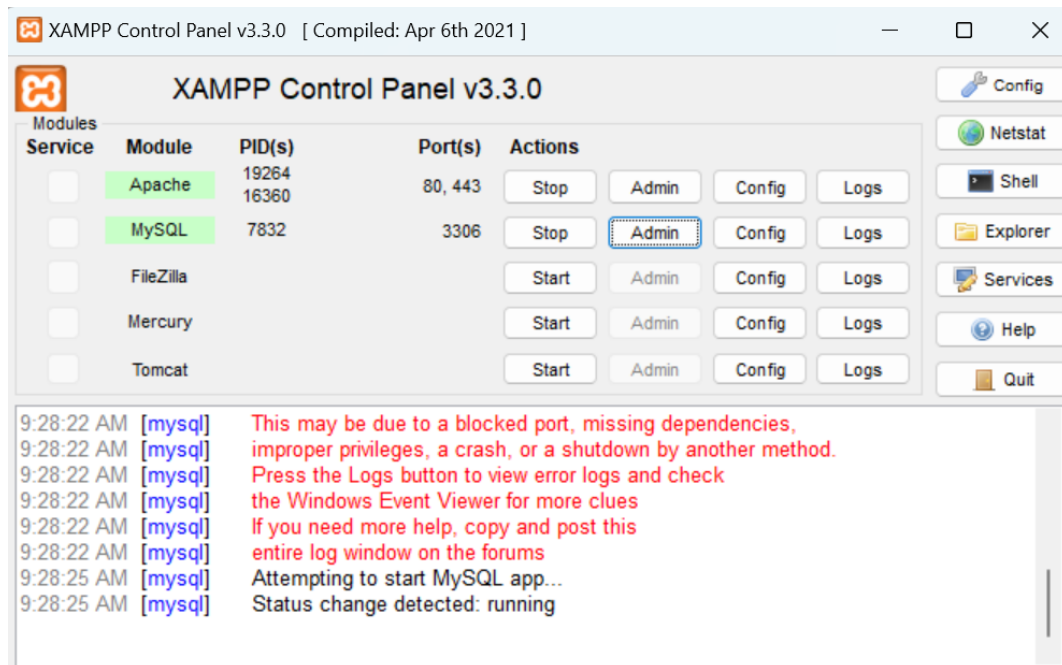 XAMPP Control Panel v3.3.0 [ Compiled: Apr 6th 2021 ]
XAMPP Control Panel v3.3.0
Config
Modules
Service Module PID(s) Port(s) Actions
Netstat
Apache 19264 16360 80, 443 Stop Admin Config Logs
Shell
MySQL 7832 3306 Stop Admin Config Logs
Explorer
FileZilla Start Admin Config Logs
Services
Mercury Start Admin Config Logs
Help
Tomcat Start Admin Config Logs
Quit
9:28:22 AM [mysql] This may be due to a blocked port, missing dependencies,
9:28:22 AM [mysql] improper privileges, a crash, or a shutdown by another method.
9:28:22 AM [mysql] Press the Logs button to view error logs and check
9:28:22 AM [mysql] the Windows Event Viewer for more clues
9:28:22 AM [mysql] If you need more help, copy and post this
9:28:22 AM [mysql] entire log window on the forums
9:28:25 AM [mysql] Attempting to start MySQL app...
9:28:25 AM [mysql] Status change detected: running